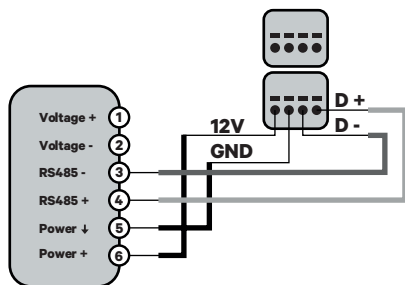 Voltage + 1
Voltage - 2
RS485 - 3
RS485 + 4
Power ↓ 5
Power + 6
12V
GND
D +
D -